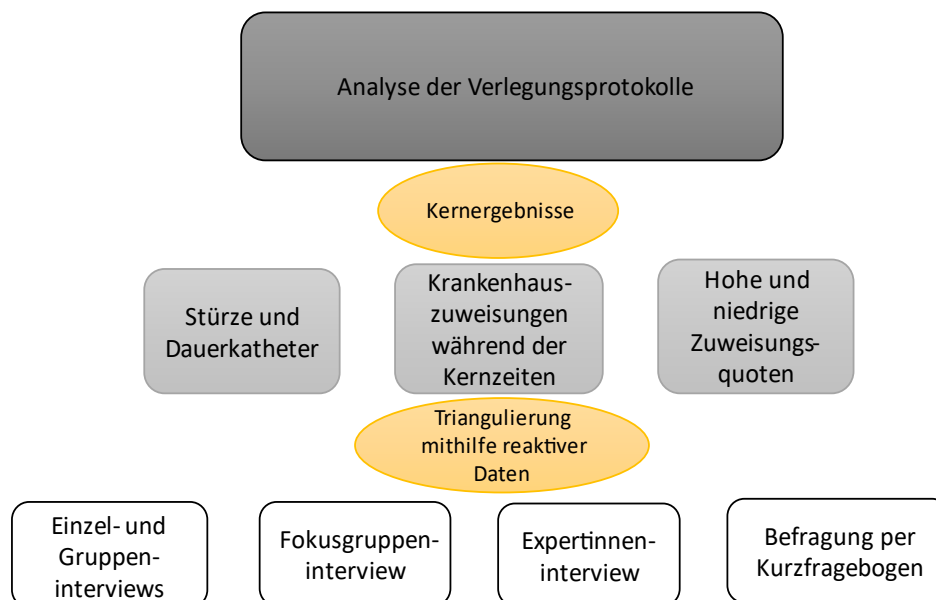 Analyse der Verlegungsprotokolle
Kernergebnisse
Stürze und
Dauerkatheter
Krankenhaus-
zuweisungen
während der
Kernzeiten
Hohe und
niedrige
Zuweisungs-
quoten
Triangulierung
mithilfe reaktiver
Daten
Einzel- und
Gruppen-
interviews
Fokusgruppen-
interview
Expertinnen-
interview
Befragung per
Kurzfragebogen